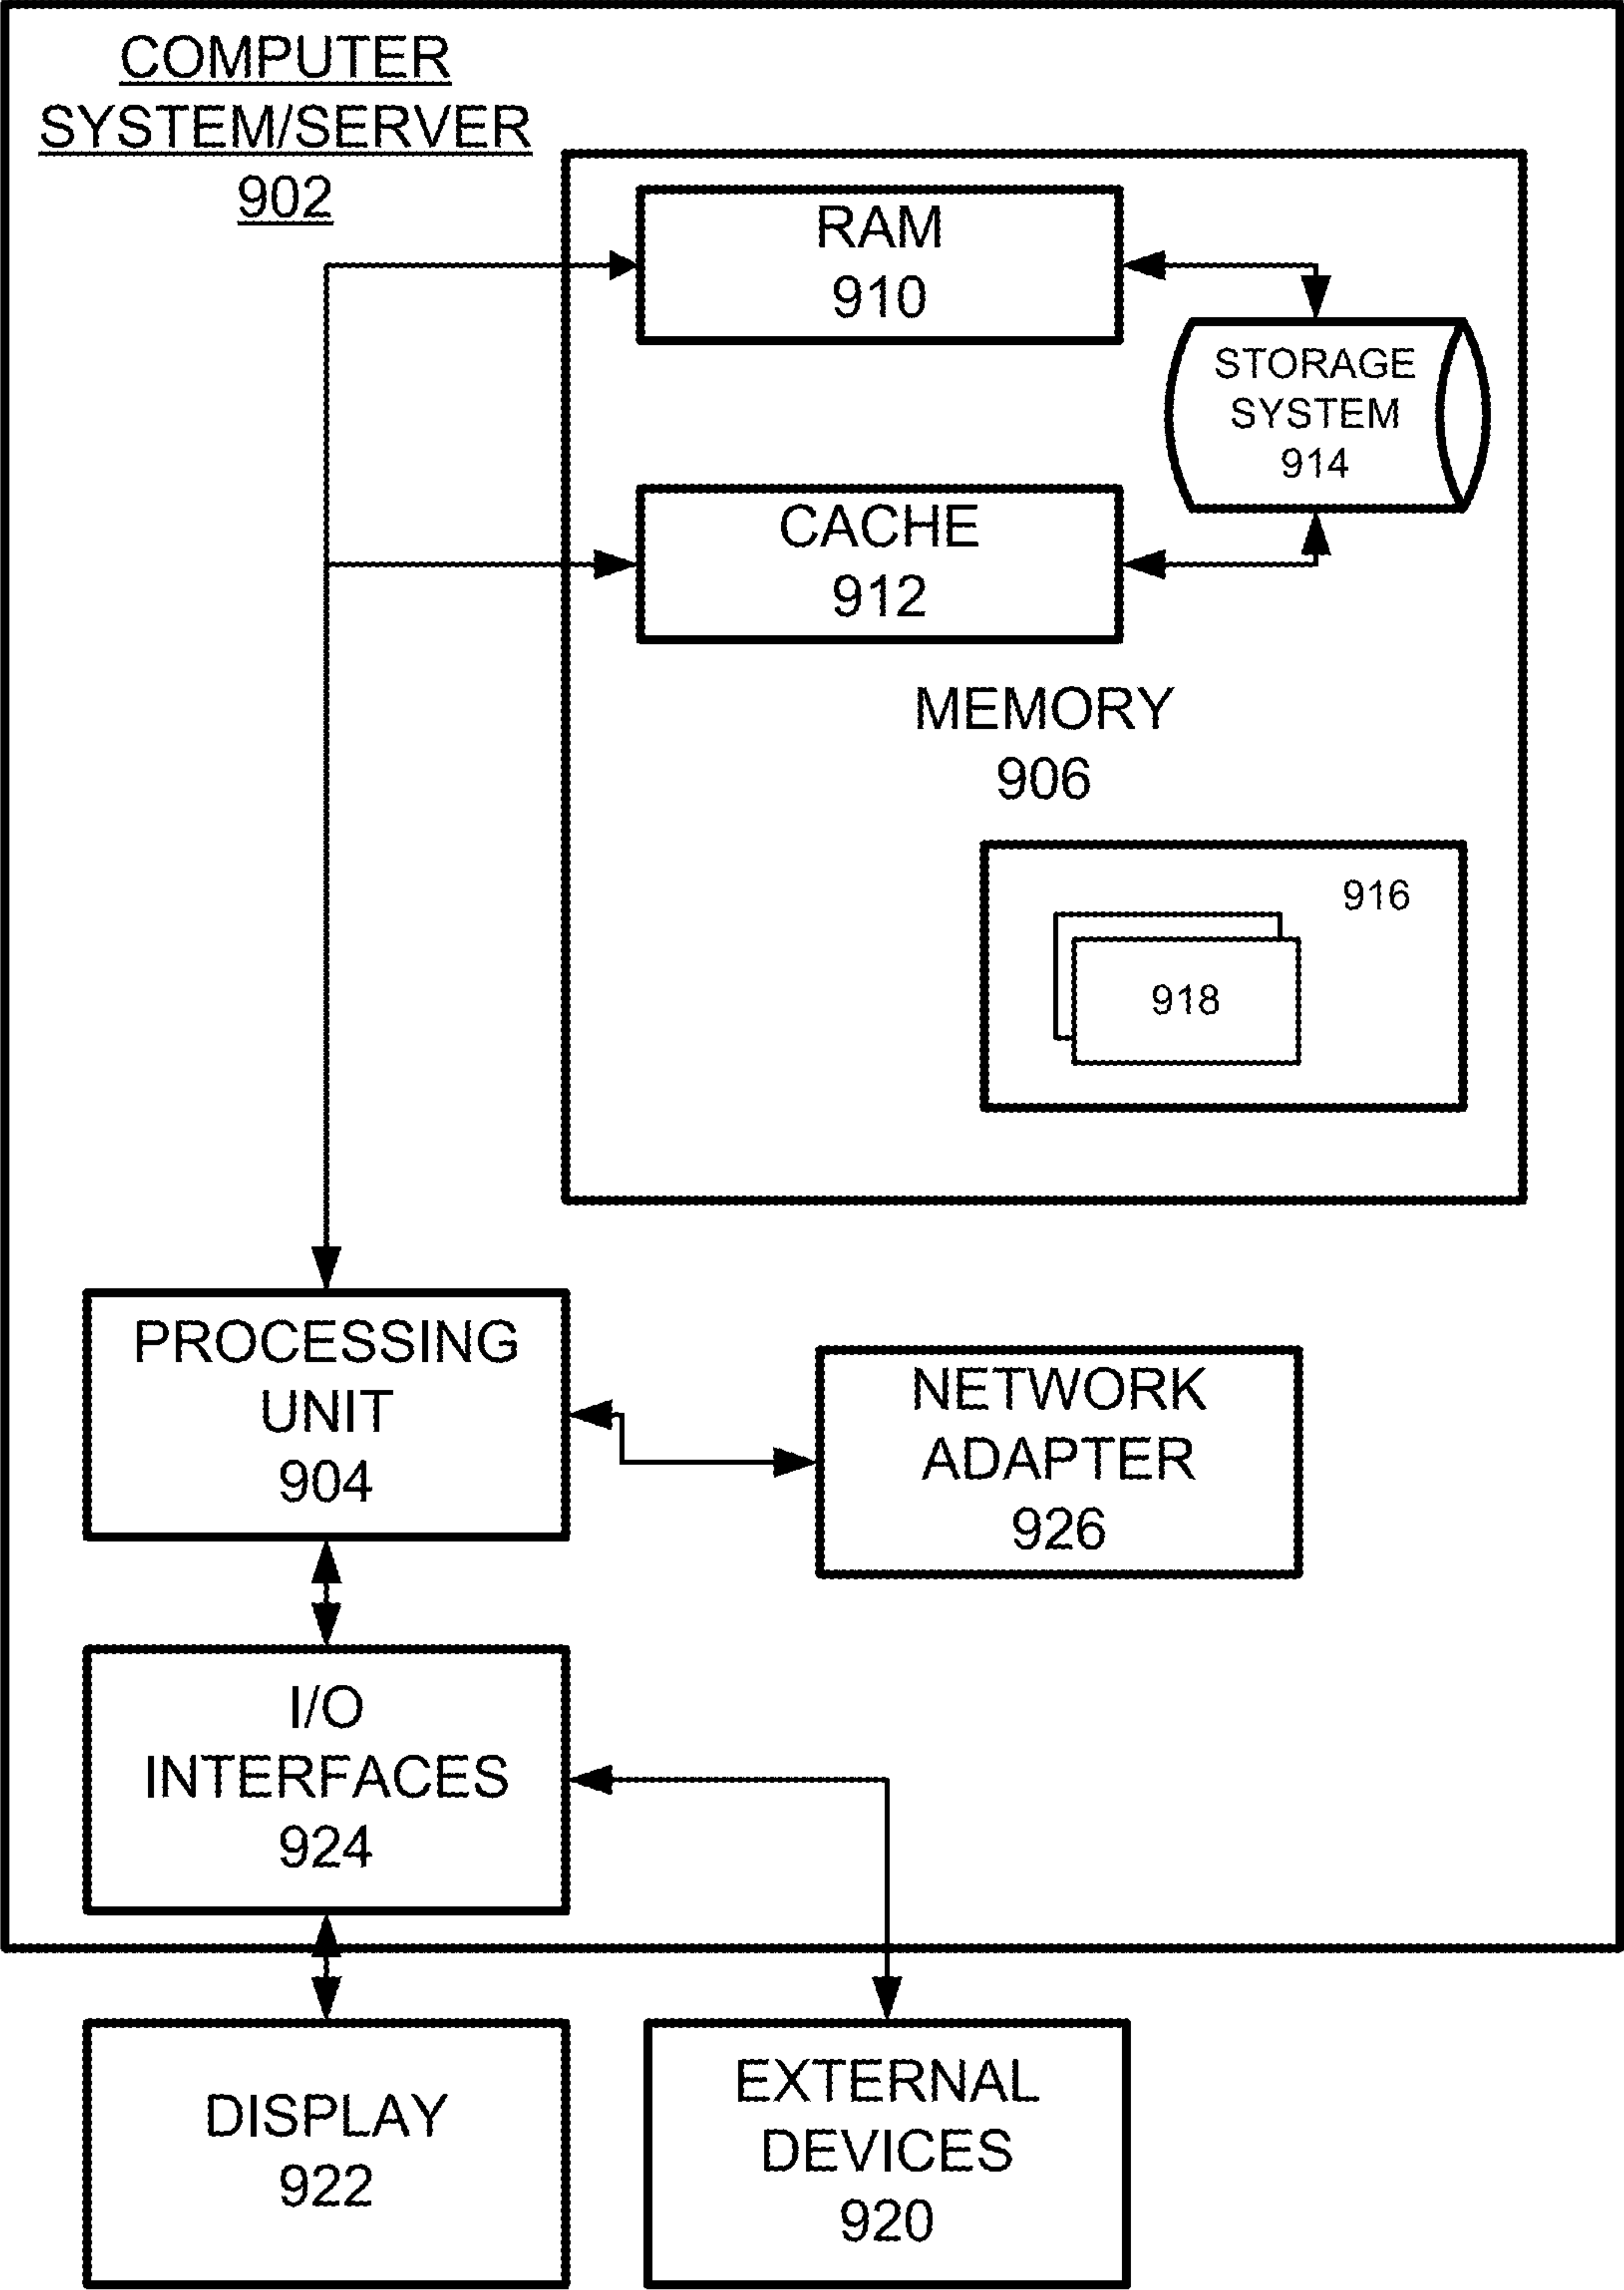 COMPUTER
SYSTEM/SERVER
902
RAM
910
STORAGE
SYSTEM
914
CACHE
912
MEMORY
906
916
918
PROCESSING
UNIT
904
NETWORK
ADAPTER
926
I/O
INTERFACES
924
DISPLAY
922
EXTERNAL
DEVICES
920